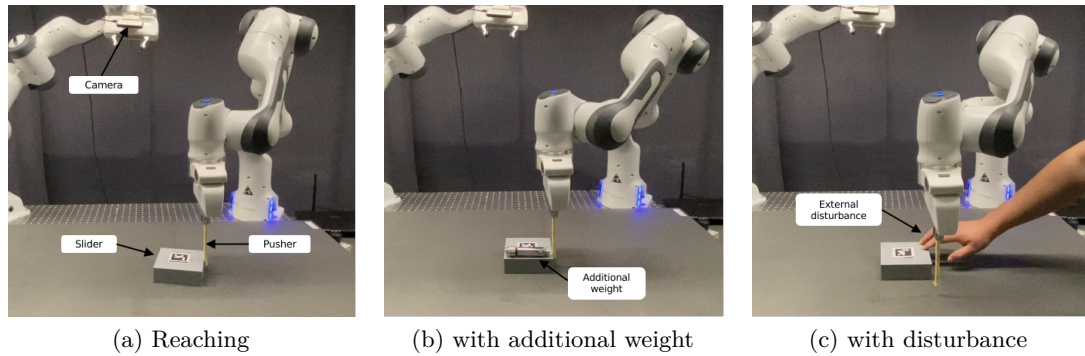 Camera
Slider
Pusher
(a) Reaching
Additional
weight
(b) with additional weight
External
disturbance
(c) with disturbance